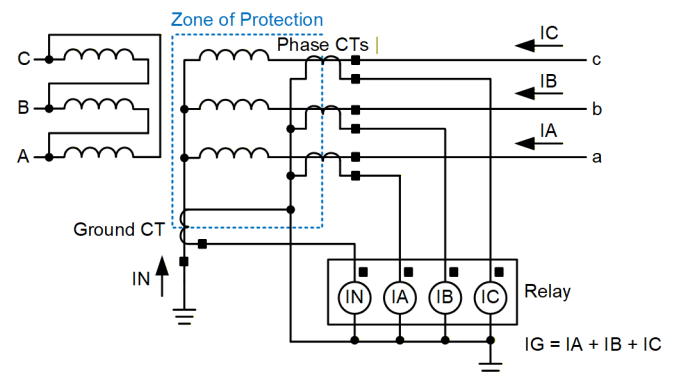 Zone of Protection
Phase CTs |
IC
C
c
IB
B
b
IA
A
a
Ground CT
IN
IN
IA
IB
IC
Relay
IG = IA + IB + IC